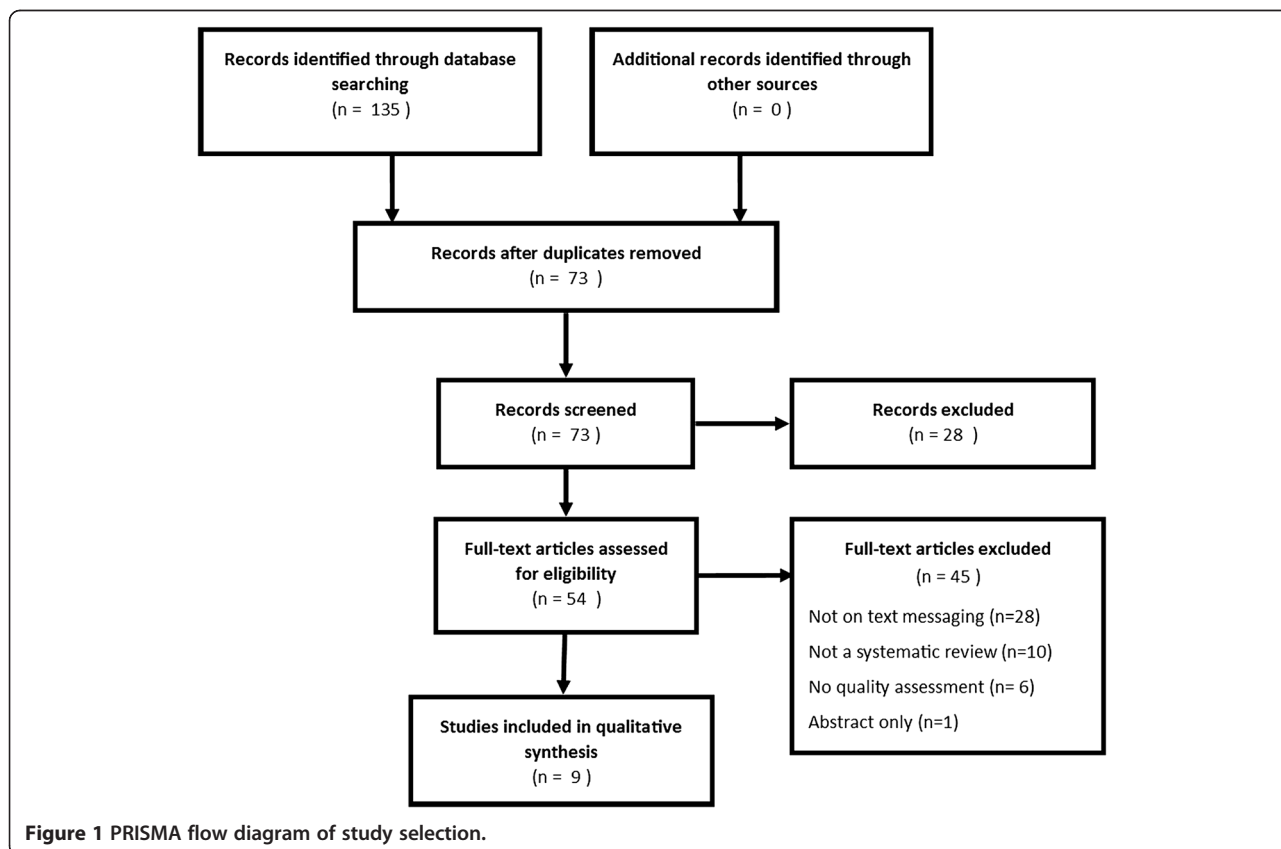 Records identified through database
searching
(n = 135 )
Additional records identified through
other sources
(n = 0 )
Records after duplicates removed
(n = 73 )
Records screened
(n = 73 )
Records excluded
(n = 28 )
Full-text articles assessed
for eligibility
(n = 54 )
Full-text articles excluded
(n = 45 )
Not on text messaging (n=28)
Not a systematic review (n=10)
No quality assessment (n= 6)
Abstract only (n=1)
Studies included in qualitative
synthesis
(n = 9 )
Figure 1 PRISMA flow diagram of study selection.